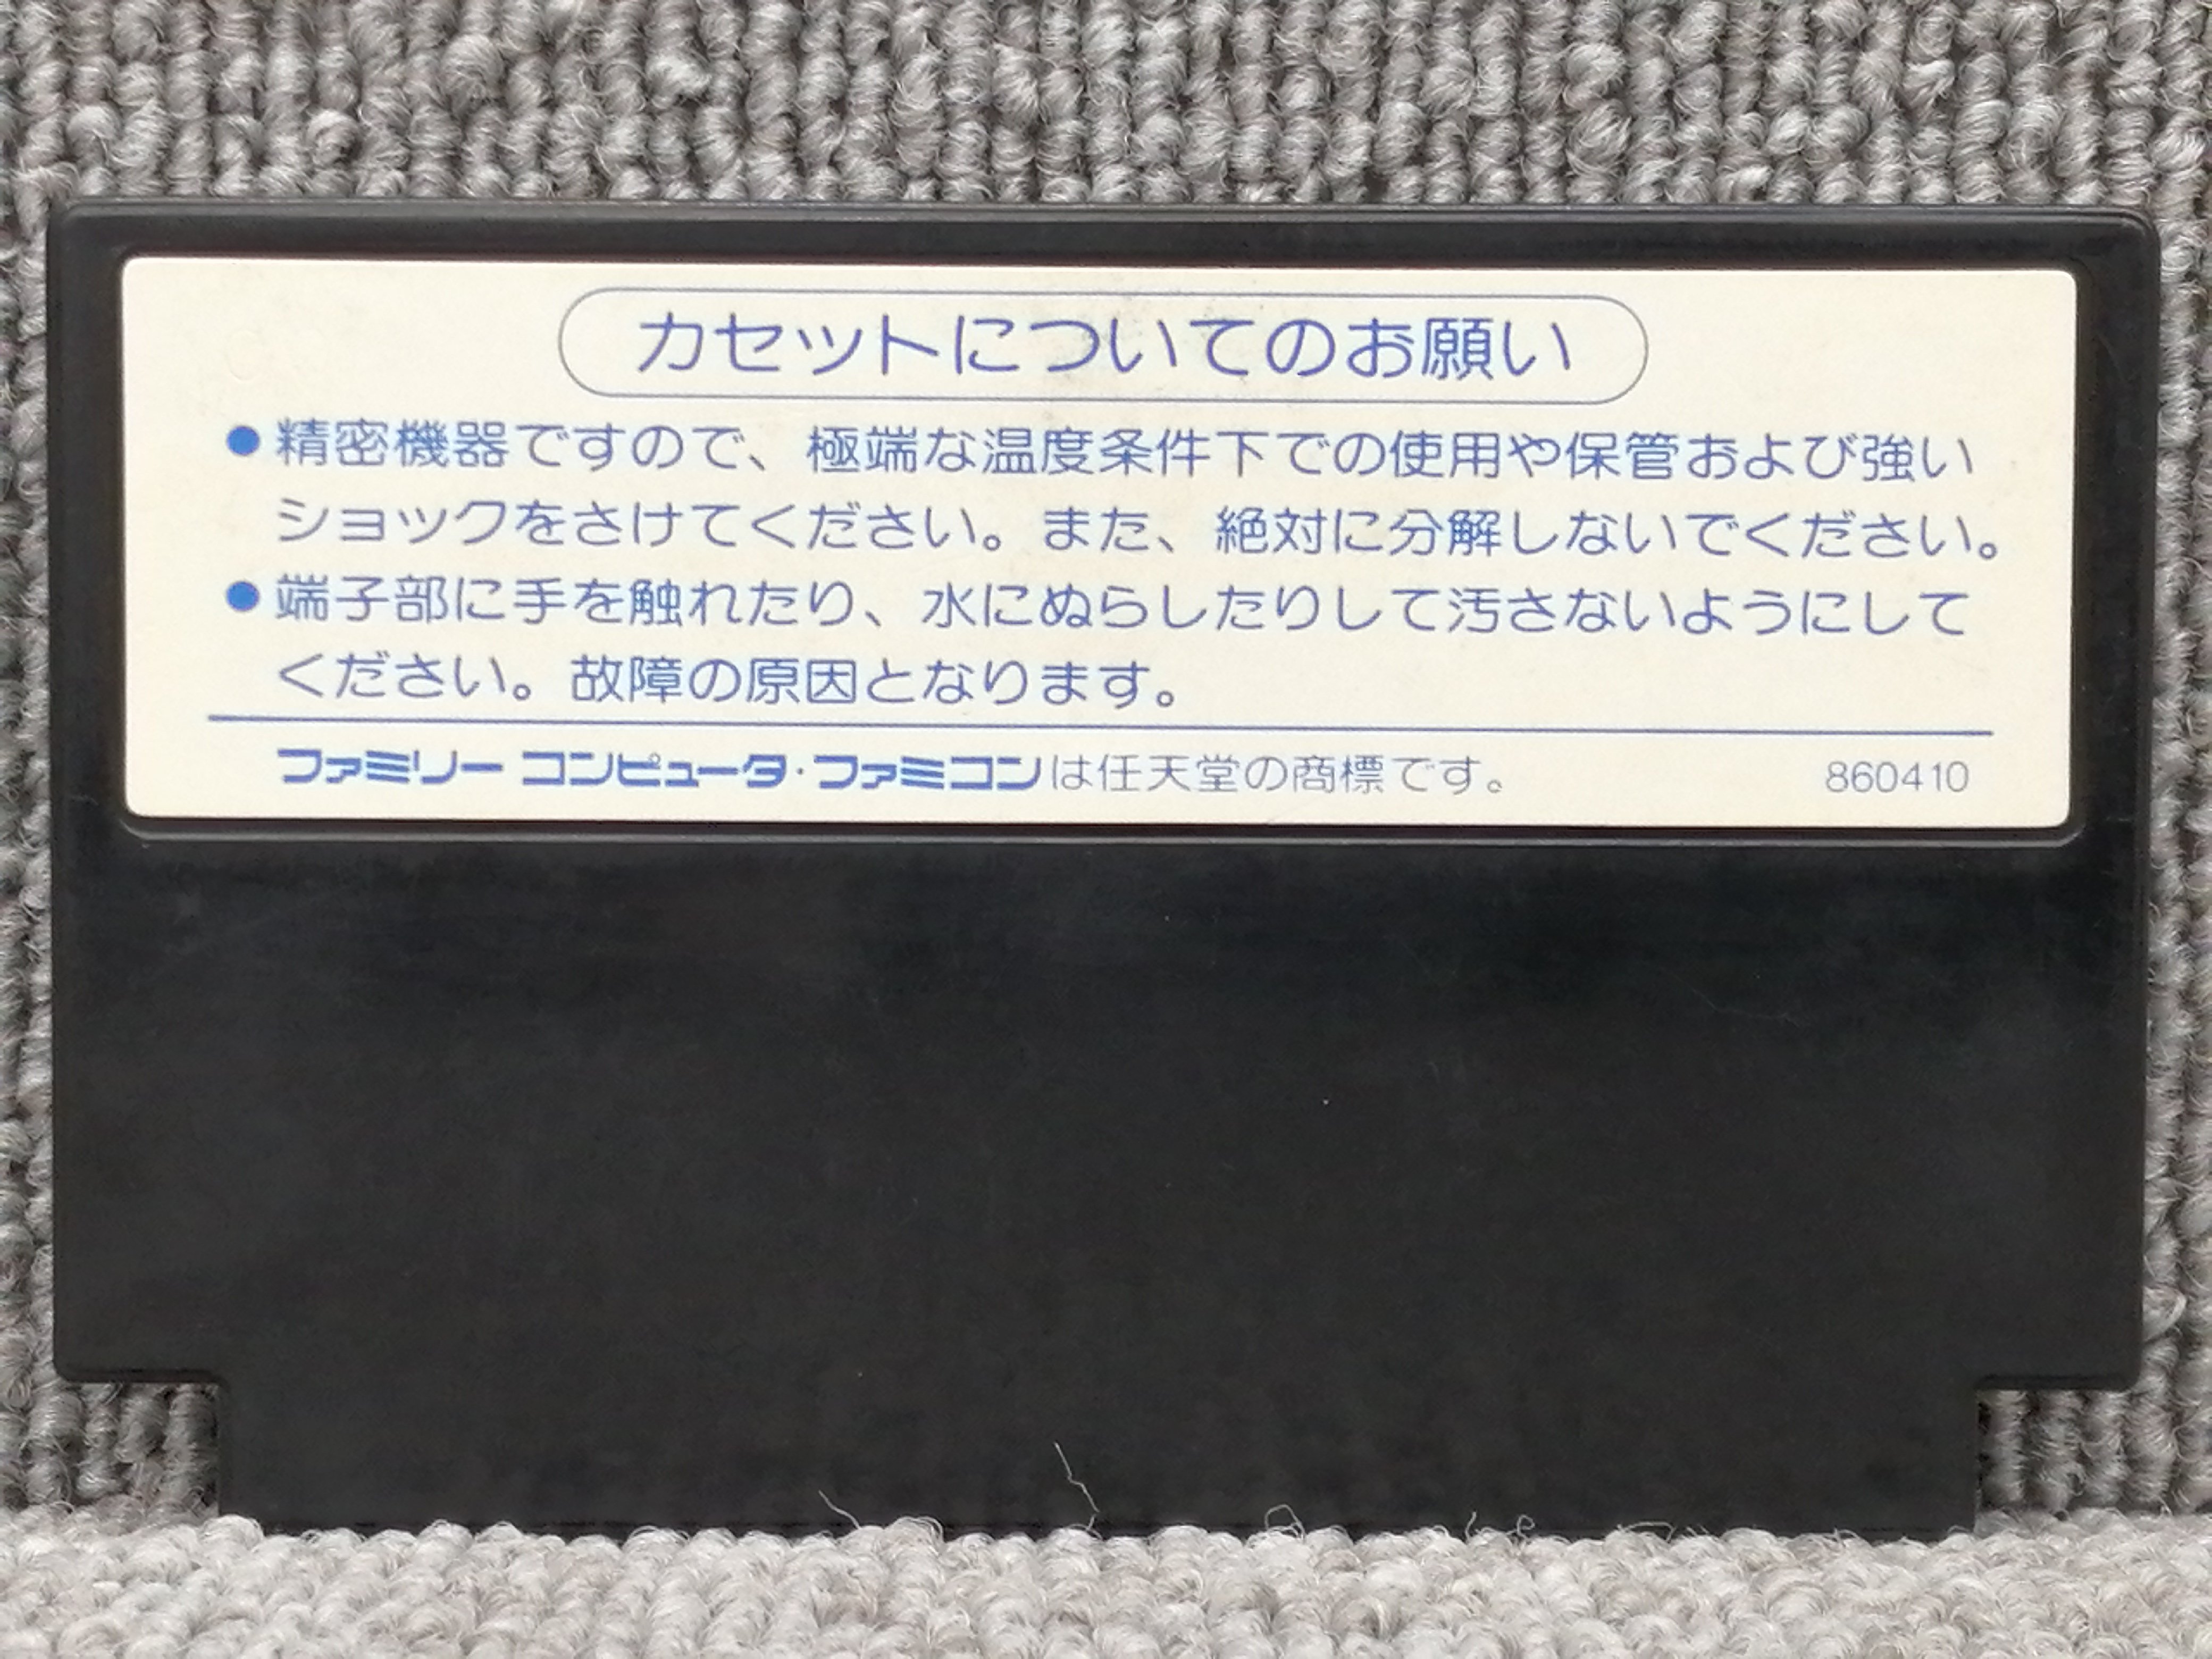 カセットについてのお願い
●精密機器ですので、極端な温度条件下での使用や保管および強い
ショックをさけてください。また、絶対に分解しないでください。
●端子部に手を触れたり、水にぬらしたりして汚さないようにして
ください。故障の原因となります。
ファミリー コンピュータ・ファミコンは任天堂の商標です。 860410